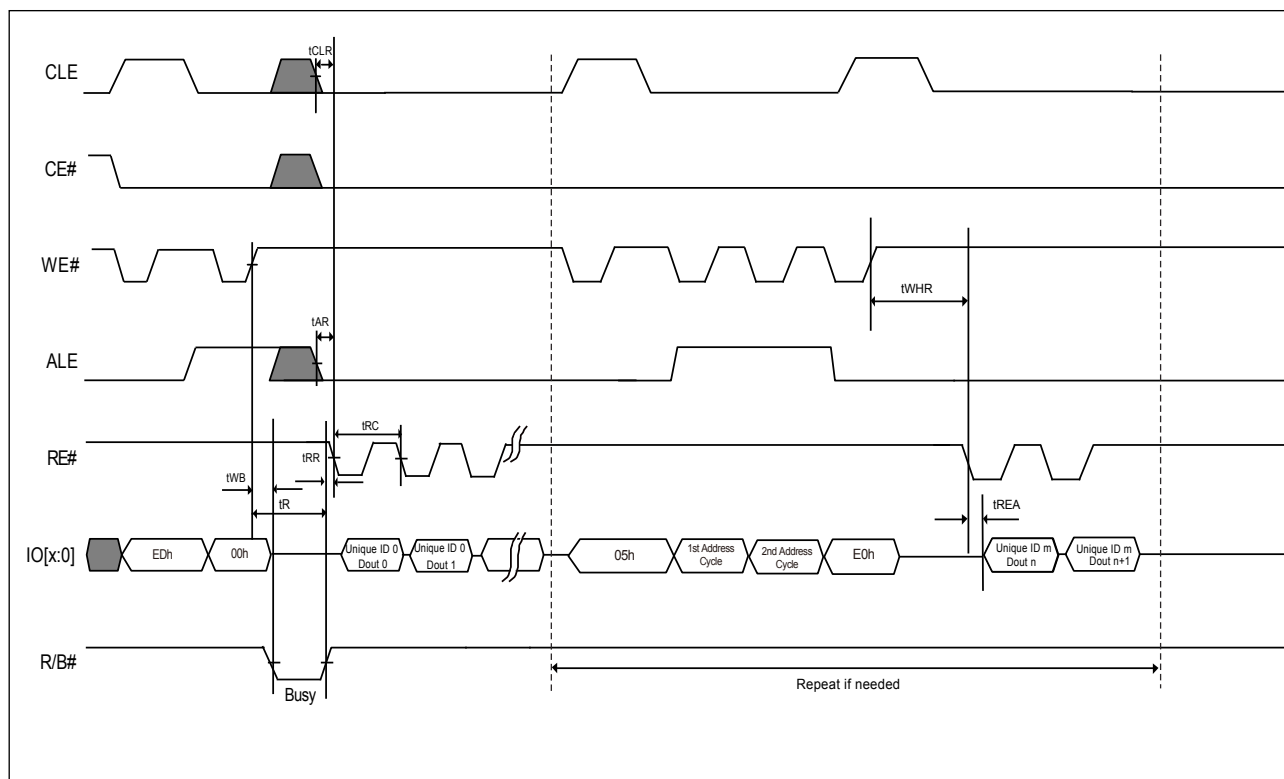 tCLR
CLE
CE#
WE#
tWHR
tAR
ALE
tRC
RE#
tRR
tWB
tR
tREA
IO[x:0]
EDh
00h
Unique ID 0
Dout 0
Unique ID 0
Dout 1
05h
1st Address
Cycle
2nd Address
Cycle
E0h
Unique ID m
Dout n
Unique ID m
Dout n+1
R/B#
Busy
Repeat if needed